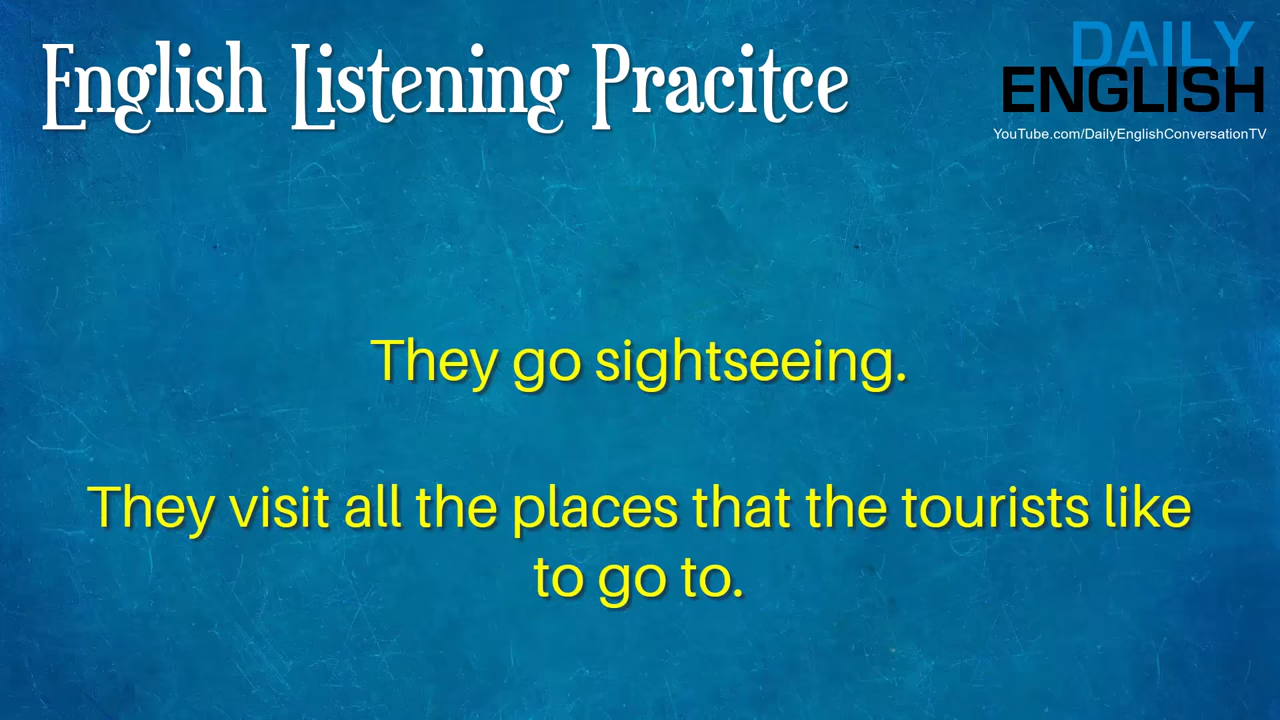 English Listening Pracitce
DAILY
ENGLISH
YouTube.com/DailyEnglishConversationTV
They go sightseeing.
They visit all the places that the tourists like
to go to.